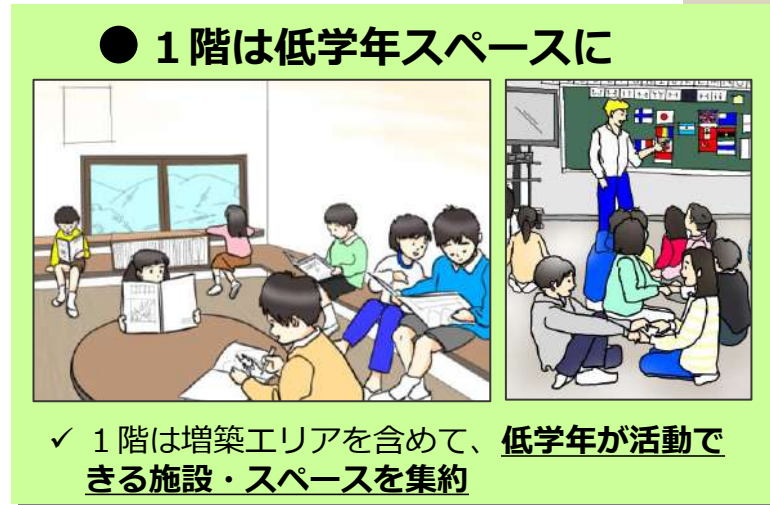 ● １階は低学年スペースに
✓ １階は増築エリアを含めて、低学年が活動で
きる施設・スペースを集約